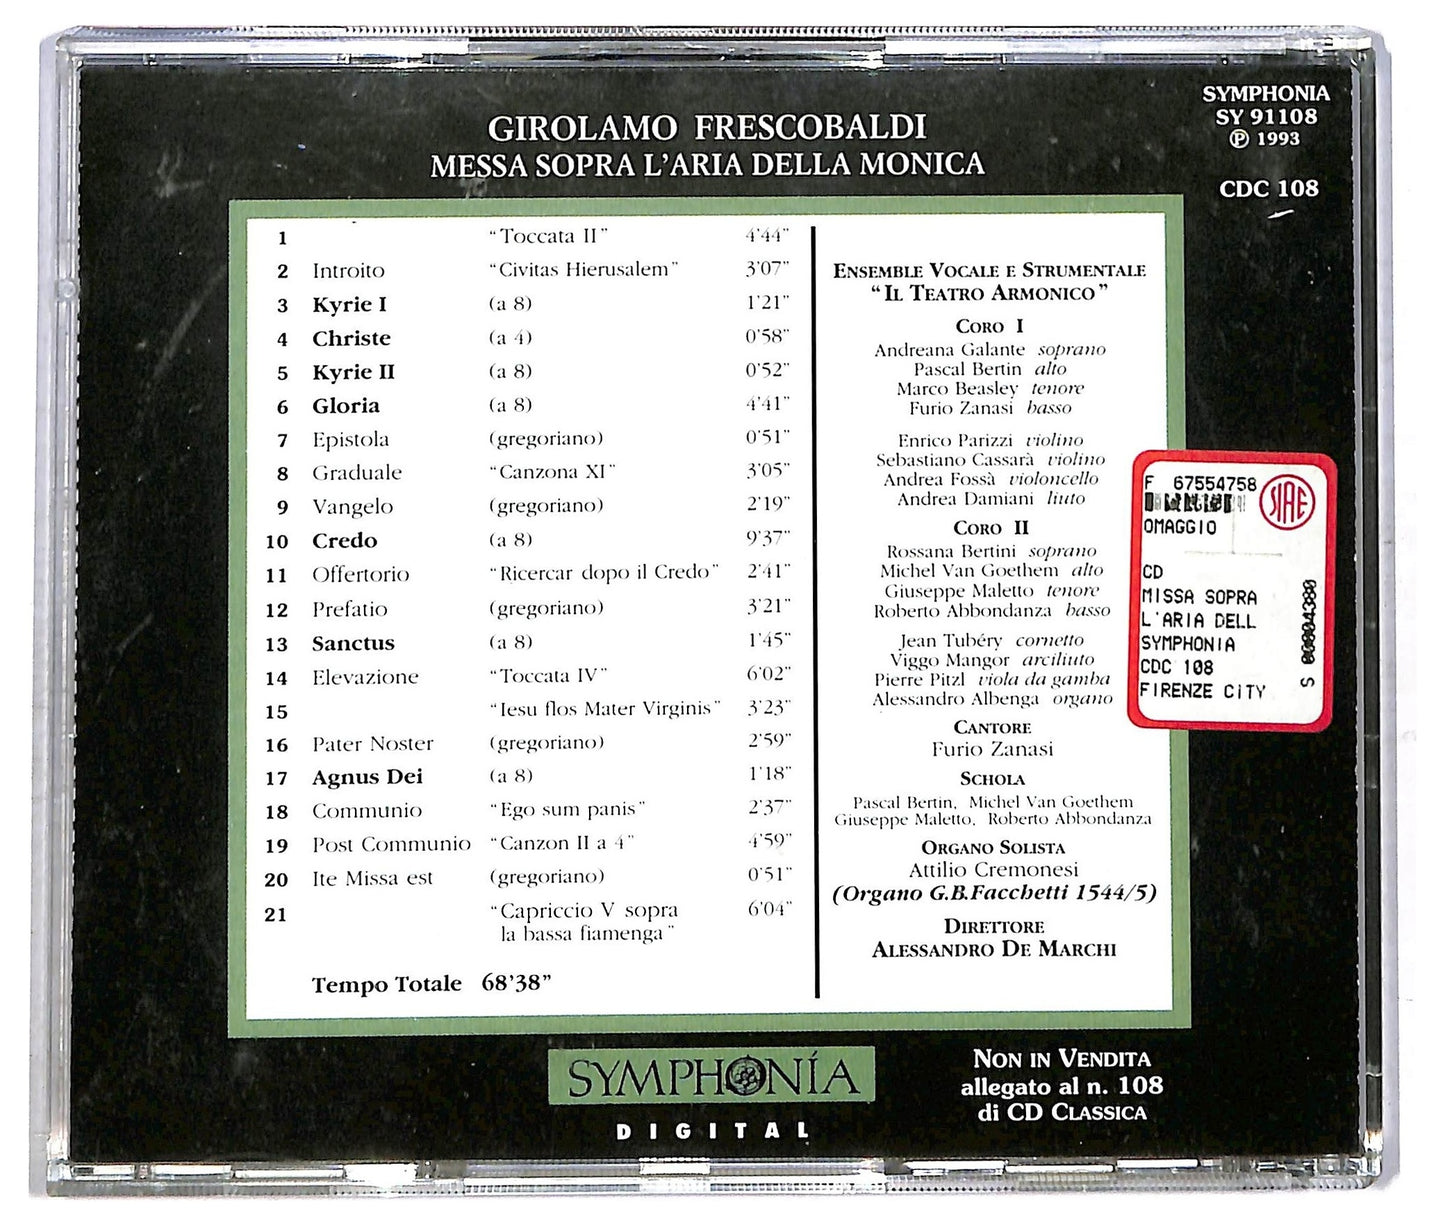 SYMPHONIA
SY 91108
℗ 1993
CDC 108
GIROLAMO FRESCOBALDI
MESSA SOPRA L'ARIA DELLA MONICA
1 "Toccata II" 4'44"
2 Introito "Civitas Hierusalem" 3'07"
3 Kyrie I (a 8) 1'21"
4 Christe (a 4) 0'58"
5 Kyrie II (a 8) 0'52"
6 Gloria (a 8) 4'41"
7 Epistola (gregoriano) 0'51"
8 Graduale "Canzona XI" 3'05"
9 Vangelo (gregoriano) 2'19"
10 Credo (a 8) 9'37"
11 Offertorio "Ricercar dopo il Credo" 2'41"
12 Prefatio (gregoriano) 3'21"
13 Sanctus (a 8) 1'45"
14 Elevazione "Toccata IV" 6'02"
15 "Iesu flos Mater Virginis" 3'23"
16 Pater Noster (gregoriano) 2'59"
17 Agnus Dei (a 8) 1'18"
18 Communio "Ego sum panis" 2'37"
19 Post Communio "Canzon II a 4" 4'59"
20 Ite Missa est (gregoriano) 0'51"
21 "Capriccio V sopra 6'04"
la bassa fiamenga"
Tempo Totale 68'38"
ENSEMBLE VOCALE E STRUMENTALE
"IL TEATRO ARMONICO"
CORO I
Andreana Galante soprano
Pascal Bertin alto
Marco Beasley tenore
Furio Zanasi basso
Enrico Parizzi violino
Sebastiano Cassarà violino
Andrea Fossà violoncello
Andrea Damiani liuto
CORO II
Rossana Bertini soprano
Michel Van Goethem alto
Giuseppe Maletto tenore
Roberto Abbondanza basso
Jean Tubéry cornetto
Viggo Mangor arciliuto
Pierre Pitzl viola da gamba
Alessandro Albenga organo
CANTORE
Furio Zanasi
SCHOLA
Pascal Bertin, Michel Van Goethem
Giuseppe Maletto, Roberto Abbondanza
ORGANO SOLISTA
Attilio Cremonesi
(Organo G.B.Facchetti 1544/5)
DIRETTORE
ALESSANDRO DE MARCHI
F 67554758
SIAE
OMAGGIO
CD
MISSA SOPRA
L'ARIA DELL
SYMPHONIA
CDC 108
FIRENZE CITY
S 00804380
SYMPHONÍA
DIGITAL
NON IN VENDITA
allegato al n. 108
di CD CLASSICA